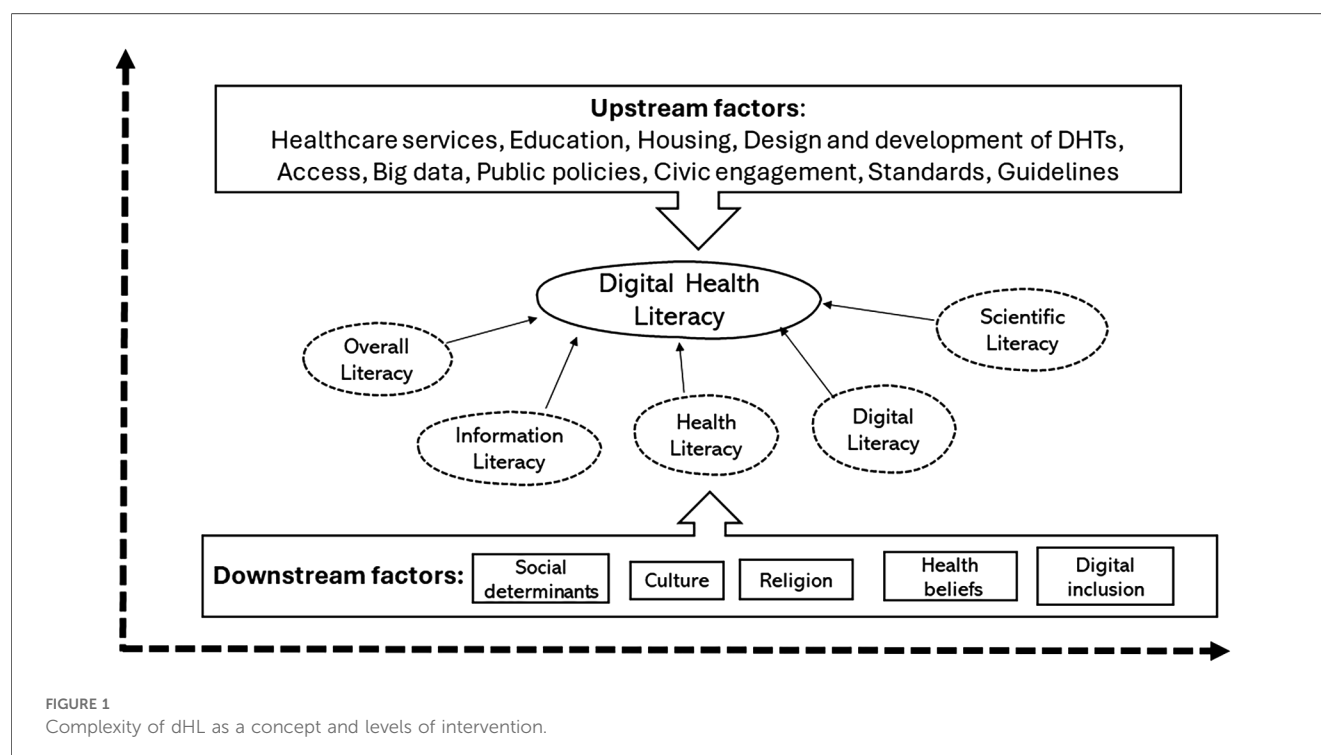 Upstream factors:
Healthcare services, Education, Housing, Design and development of DHTs,
Access, Big data, Public policies, Civic engagement, Standards, Guidelines
Digital Health
Literacy
Overall
Literacy
Information
Literacy
Health
Literacy
Digital
Literacy
Scientific
Literacy
Downstream factors:
Social
determinants
Culture
Religion
Health
beliefs
Digital
inclusion
FIGURE 1
Complexity of dHL as a concept and levels of intervention.